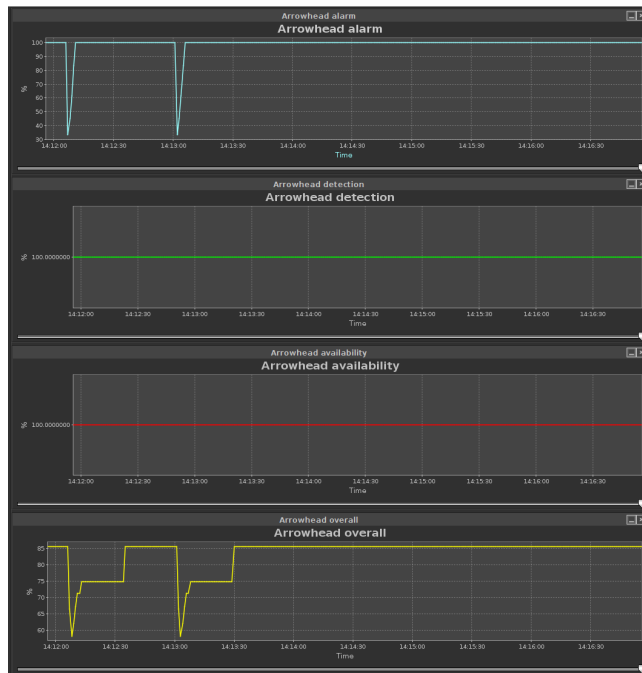 Arrowhead alarm
Arrowhead alarm
100
90
80
70
60
50
40
30
%
14:12:00 14:12:30 14:13:00 14:13:30 14:14:00 14:14:30 14:15:00 14:15:30 14:16:00 14:16:30
Time
Arrowhead detection
Arrowhead detection
% 100.0000000
14:12:00 14:12:30 14:13:00 14:13:30 14:14:00 14:14:30 14:15:00 14:15:30 14:16:00 14:16:30
Time
Arrowhead availability
Arrowhead availability
% 100.0000000
14:12:00 14:12:30 14:13:00 14:13:30 14:14:00 14:14:30 14:15:00 14:15:30 14:16:00 14:16:30
Time
Arrowhead overall
Arrowhead overall
85
80
75
70
65
60
%
14:12:00 14:12:30 14:13:00 14:13:30 14:14:00 14:14:30 14:15:00 14:15:30 14:16:00 14:16:30
Time